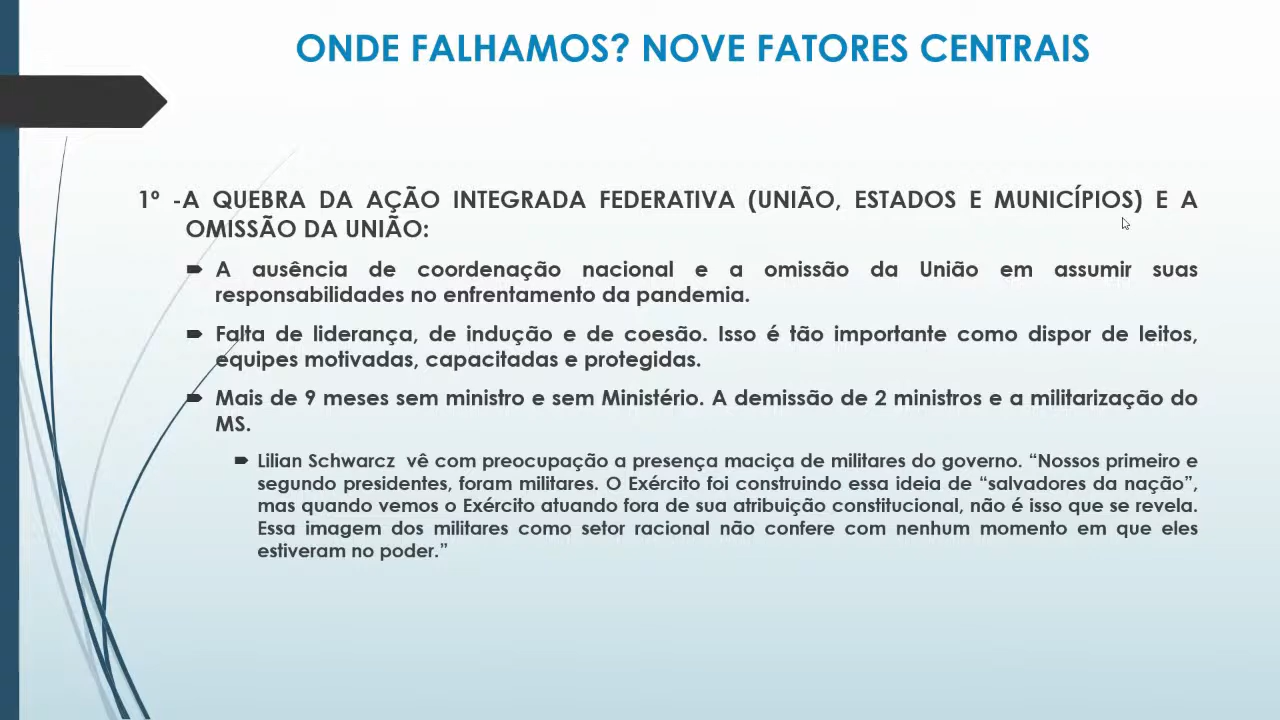 ONDE FALHAMOS? NOVE FATORES CENTRAIS
1º -A QUEBRA DA AÇÃO INTEGRADA FEDERATIVA (UNIÃO, ESTADOS E MUNICÍPIOS) E A
OMISSÃO DA UNIÃO:
A ausência de coordenação nacional e a omissão da União em assumir suas
responsabilidades no enfrentamento da pandemia.
Falta de liderança, de indução e de coesão. Isso é tão importante como dispor de leitos,
equipes motivadas, capacitadas e protegidas.
Mais de 9 meses sem ministro e sem Ministério. A demissão de 2 ministros e a militarização do
MS.
Lilian Schwarcz vê com preocupação a presença maciça de militares do governo. “Nossos primeiro e
segundo presidentes, foram militares. O Exército foi construindo essa ideia de “salvadores da nação”,
mas quando vemos o Exército atuando fora de sua atribuição constitucional, não é isso que se revela.
Essa imagem dos militares como setor racional não confere com nenhum momento em que eles
estiveram no poder.”